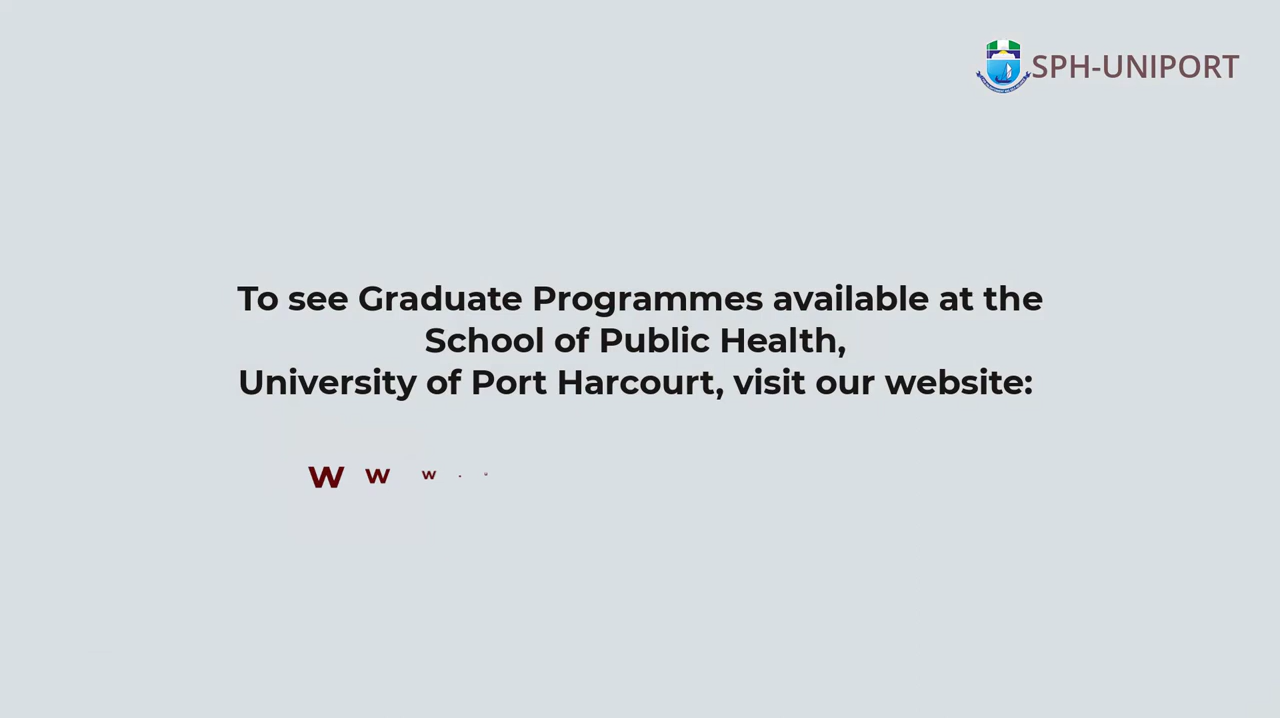 SPH-UNIPORT
To see Graduate Programmes available at the
School of Public Health,
University of Port Harcourt, visit our website:
www.